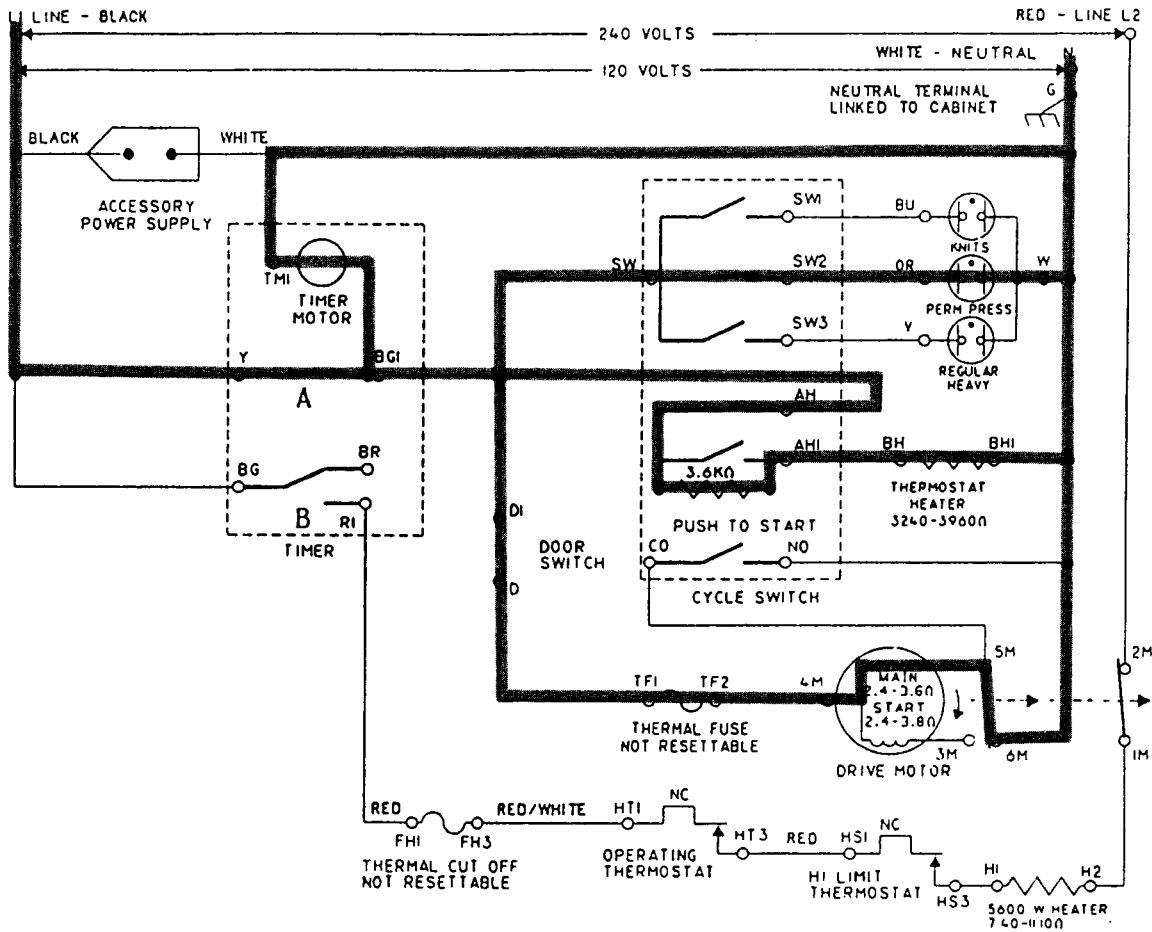 L1 LINE - BLACK
RED - LINE L2
240 VOLTS
WHITE - NEUTRAL
N
120 VOLTS
NEUTRAL TERMINAL
LINKED TO CABINET
G
BLACK
WHITE
ACCESSORY
POWER SUPPLY
SW1
BU
KNITS
TM1
TIMER
MOTOR
SW
SW2
OR
W
PERM PRESS
SW3
Y
REGULAR
HEAVY
Y
BG1
A
AH
BG
BR
AH1
BH
BH1
3.6KΩ
THERMOSTAT
HEATER
3240-3960Ω
B
R1
TIMER
D1
PUSH TO START
DOOR
SWITCH
CO
NO
D
CYCLE SWITCH
5M
2M
TF1
TF2
4M
MAIN
2.4-3.6Ω
START
2.4-3.8Ω
THERMAL FUSE
NOT RESETTABLE
3M
6M
1M
DRIVE MOTOR
RED
RED/WHITE
HT1
NC
FH1
FH3
HT3
RED
HS1
NC
THERMAL CUT OFF
NOT RESETTABLE
OPERATING
THERMOSTAT
HI LIMIT
THERMOSTAT
HS3
H1
H2
5600 W HEATER